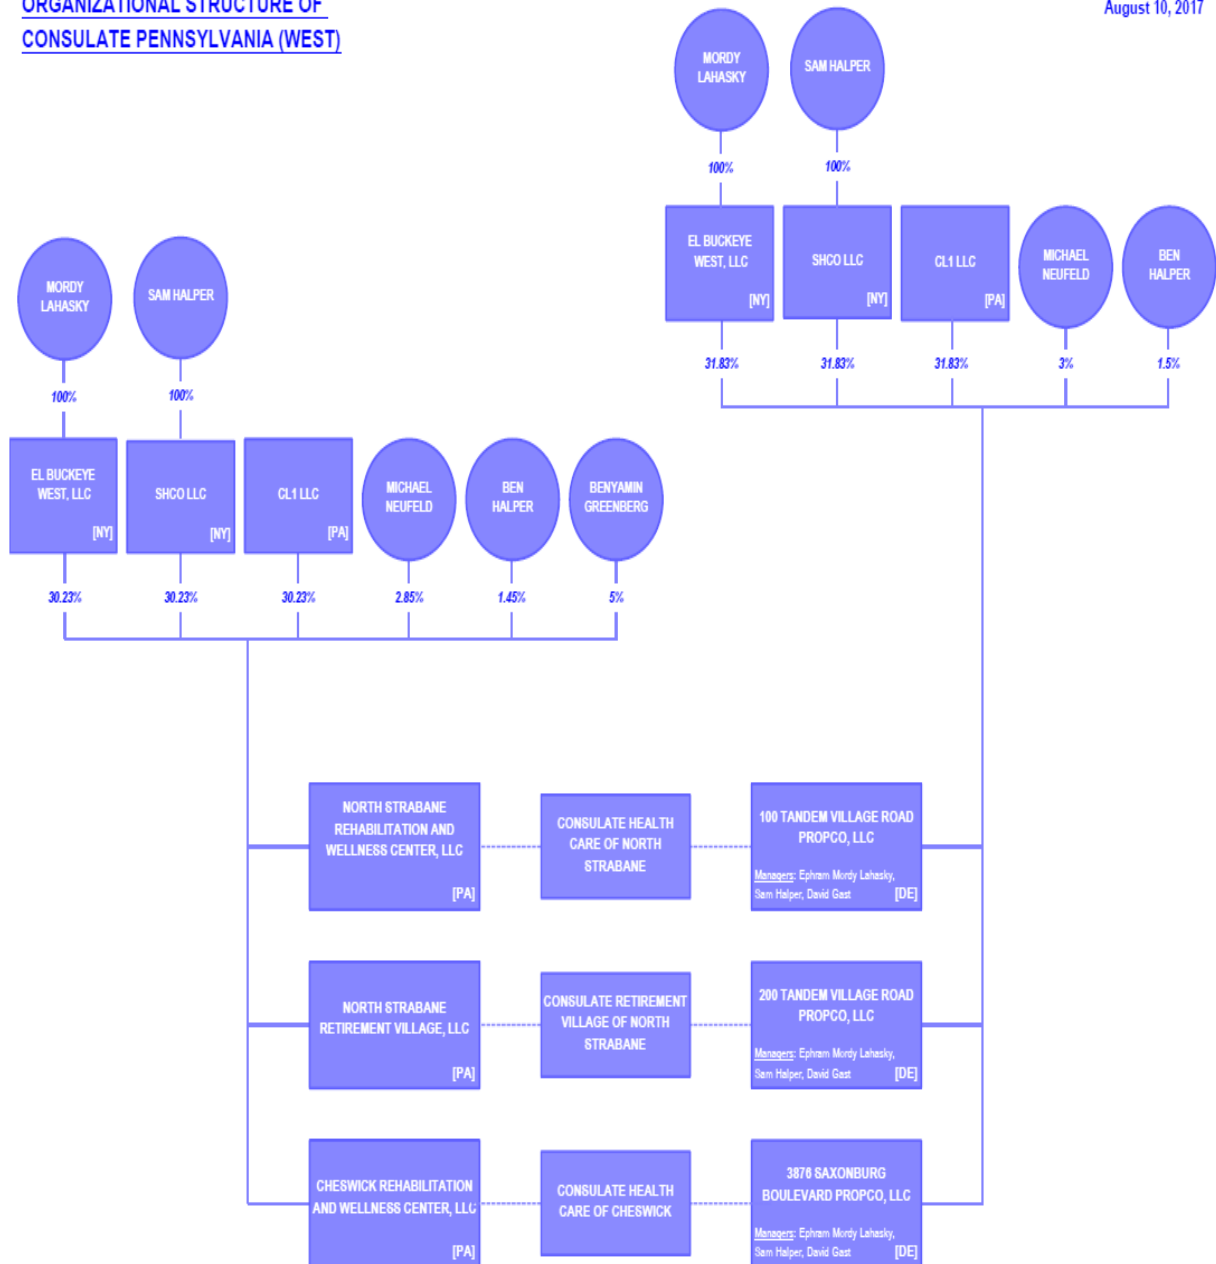 ORGANIZATIONAL STRUCTURE OF
CONSULATE PENNSYLVANIA (WEST)
August 10, 2017
MORDY
LAHASKY
SAM HALPER
100%
100%
EL BUCKEYE
WEST, LLC
[NY]
SHCO LLC
[NY]
CL1 LLC
[PA]
MICHAEL
NEUFELD
BEN
HALPER
31.83%
31.83%
31.83%
3%
1.5%
MORDY
LAHASKY
SAM HALPER
100%
100%
EL BUCKEYE
WEST, LLC
[NY]
SHCO LLC
[NY]
CL1 LLC
[PA]
MICHAEL
NEUFELD
BEN
HALPER
BENYAMIN
GREENBERG
30.23%
30.23%
30.23%
2.85%
1.45%
5%
NORTH STRABANE
REHABILITATION AND
WELLNESS CENTER, LLC
[PA]
CONSULATE HEALTH
CARE OF NORTH
STRABANE
100 TANDEM VILLAGE ROAD
PROPCO, LLC
Managers: Ephram Mordy Lahasky,
Sam Halper, David Gast [DE]
NORTH STRABANE
RETIREMENT VILLAGE, LLC
[PA]
CONSULATE RETIREMENT
VILLAGE OF NORTH
STRABANE
200 TANDEM VILLAGE ROAD
PROPCO, LLC
Managers: Ephram Mordy Lahasky,
Sam Halper, David Gast [DE]
CHESWICK REHABILITATION
AND WELLNESS CENTER, LLC
[PA]
CONSULATE HEALTH
CARE OF CHESWICK
3876 SAXONBURG
BOULEVARD PROPCO, LLC
Managers: Ephram Mordy Lahasky,
Sam Halper, David Gast [DE]